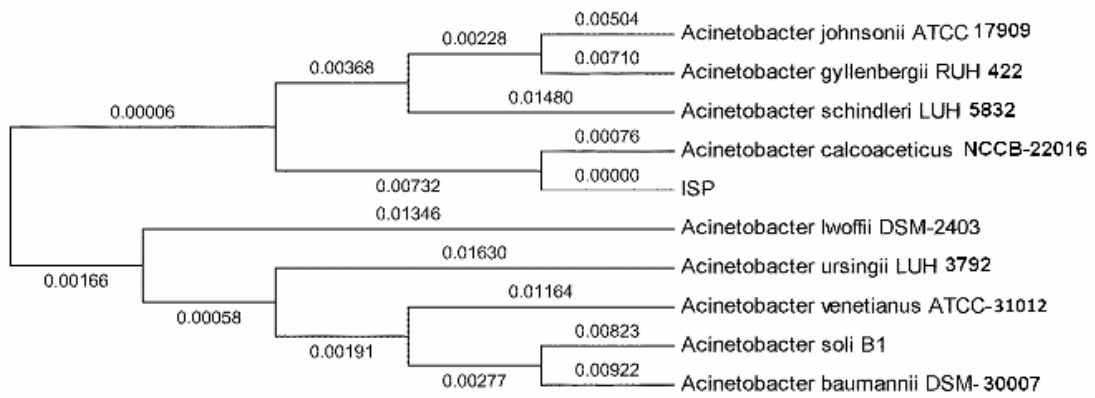 0.00504
Acinetobacter johnsonii ATCC 17909
0.00228
0.00710
Acinetobacter gyllenbergii RUH 422
0.00368
0.01480
Acinetobacter schindleri LUH 5832
0.00006
0.00076
Acinetobacter calcoaceticus NCCB-22016
0.00732
0.00000
ISP
0.01346
Acinetobacter lwoffii DSM-2403
0.00166
0.01630
Acinetobacter ursingii LUH 3792
0.00058
0.01164
Acinetobacter venetianus ATCC-31012
0.00191
0.00823
Acinetobacter soli B1
0.00277
0.00922
Acinetobacter baumannii DSM-30007